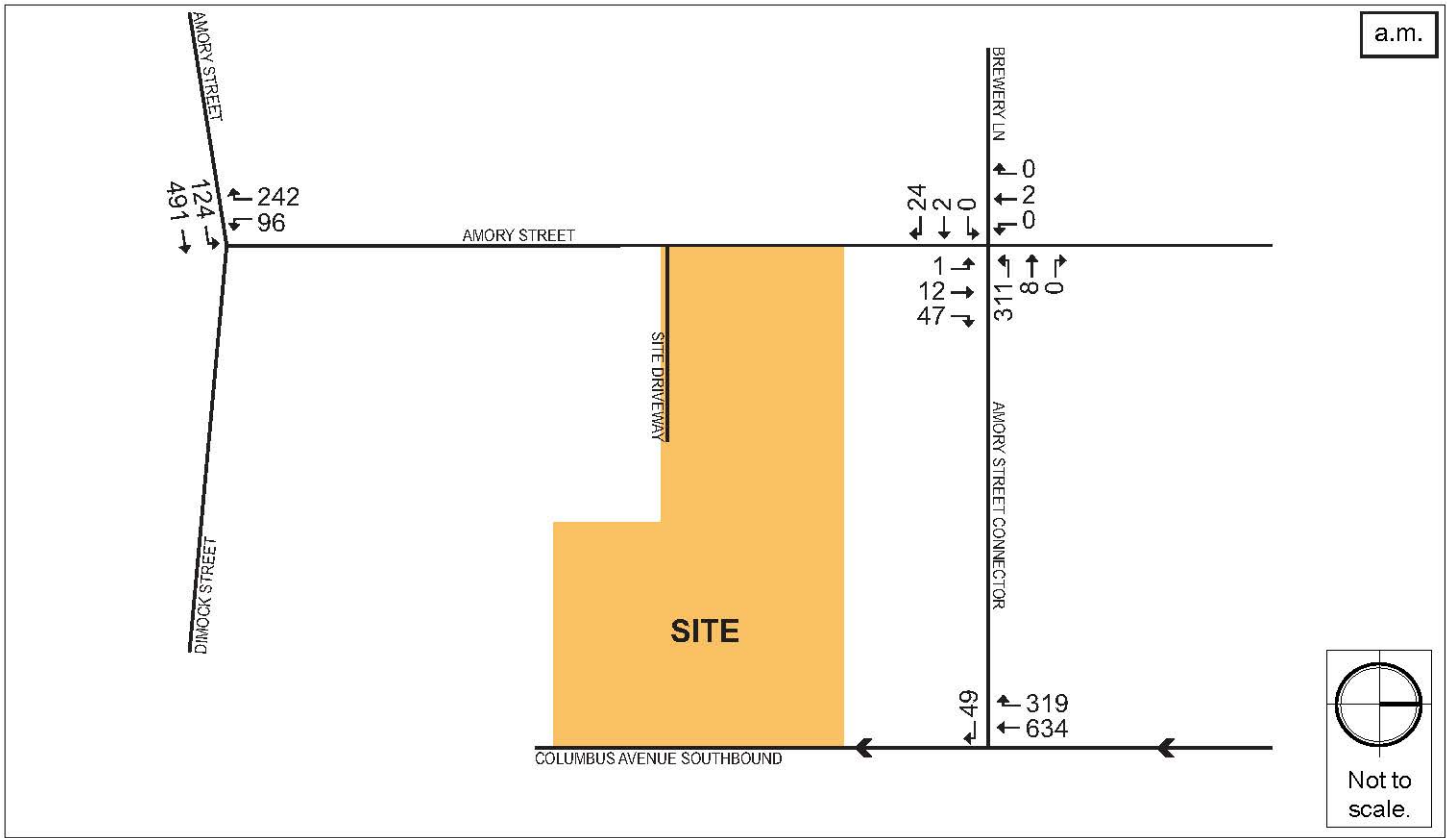 a.m.
AMORY STREET
BREWERY LN
491
124
242
96
AMORY STREET
24
2
0
0
2
0
1
12
47
311
8
0
SITE DRIVEWAY
AMORY STREET CONNECTOR
DIMOCK STREET
SITE
49
319
634
COLUMBUS AVENUE SOUTHBOUND
Not to
scale.